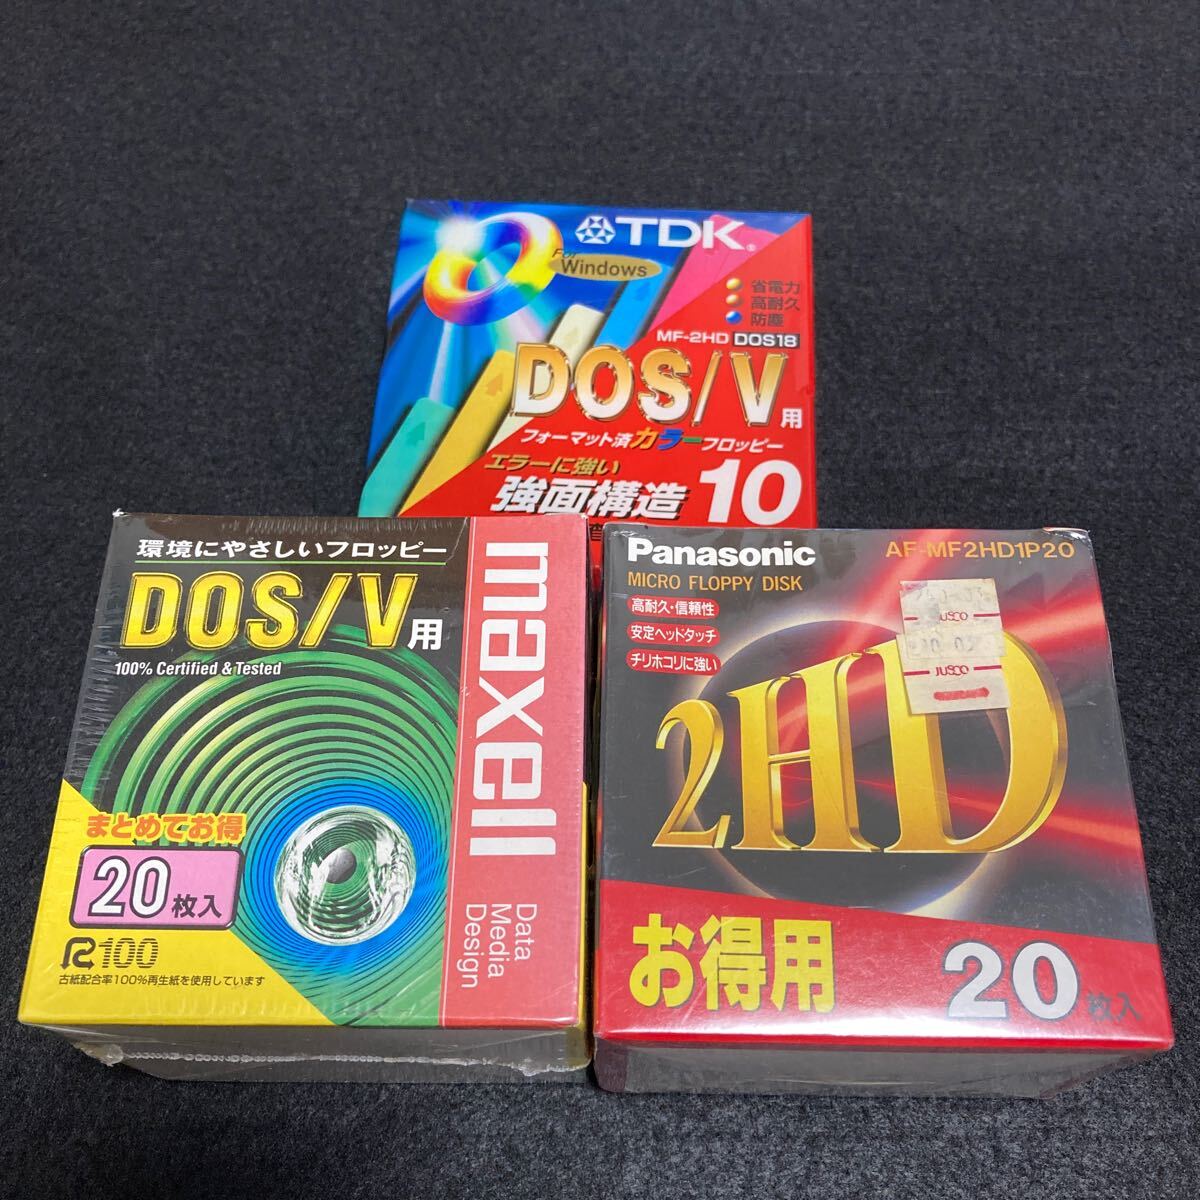 TDK
For Windows
省電力
高耐久
防塵
MF-2HD DOS18
DOS/V用
フォーマット済カラーフロッピー
エラーに強い
強面構造 10
環境にやさしいフロッピー
DOS/V用
100% Certified & Tested
まとめてお得
20枚入
R100
古紙配合率100%再生紙を使用しています
maxell
Data
Media
Design
Panasonic
AF-MF2HD1P20
MICRO FLOPPY DISK
高耐久・信頼性
安定ヘッドタッチ
チリホコリに強い
JUSCO
JUSCO
2HD
お得用 20枚入